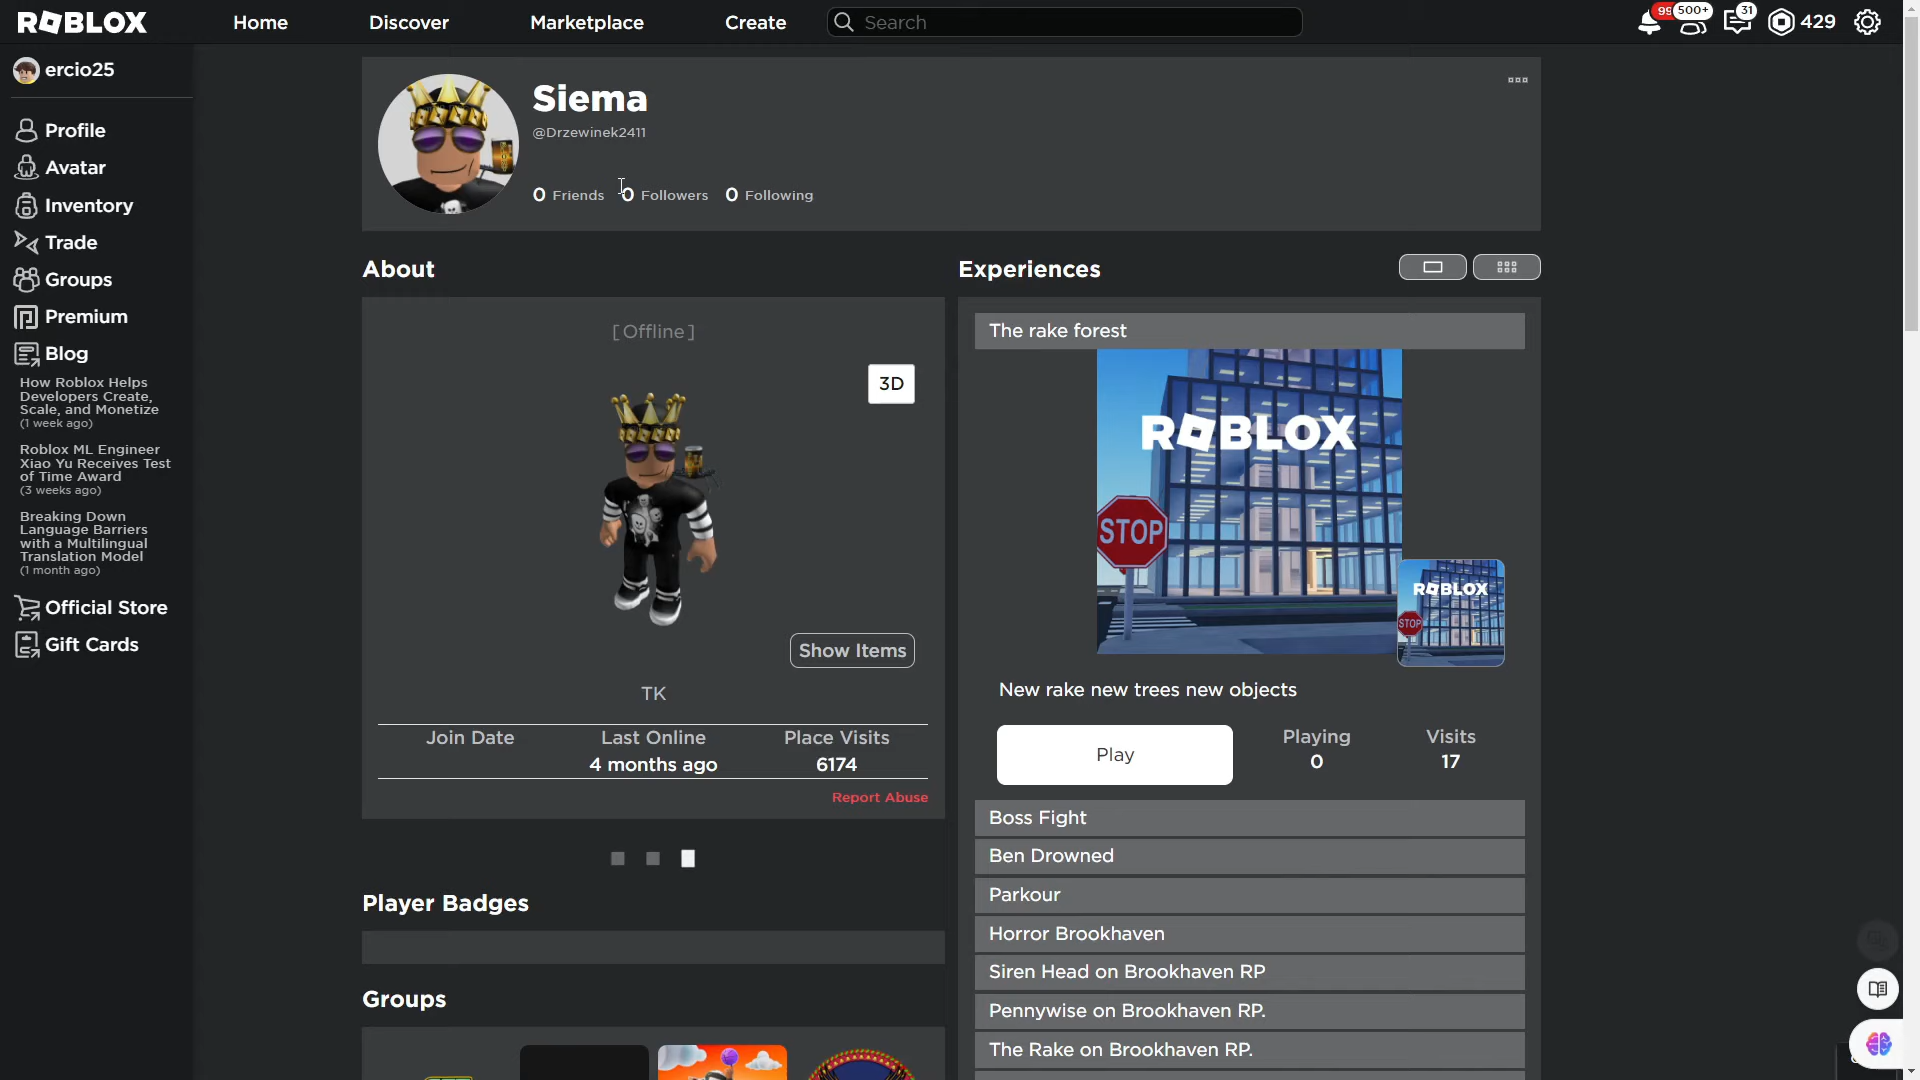 ROBLOX
Home
Discover
Marketplace
Create
Search
99
500+
31
429
ercio25
Profile
Avatar
Inventory
Trade
Groups
Premium
Blog
How Roblox Helps
Developers Create,
Scale, and Monetize
(1 week ago)
Roblox ML Engineer
Xiao Yu Receives Test
of Time Award
(3 weeks ago)
Breaking Down
Language Barriers
with a Multilingual
Translation Model
(1 month ago)
Official Store
Gift Cards
Siema
@Drzewinek2411
0 Friends
0 Followers
0 Following
About
[ Offline ]
3D
Show Items
TK
Join Date
Last Online
4 months ago
Place Visits
6174
Report Abuse
Player Badges
Groups
Experiences
The rake forest
ROBLOX
STOP
ROBLOX
STOP
New rake new trees new objects
Play
Playing
0
Visits
17
Boss Fight
Ben Drowned
Parkour
Horror Brookhaven
Siren Head on Brookhaven RP
Pennywise on Brookhaven RP.
The Rake on Brookhaven RP.